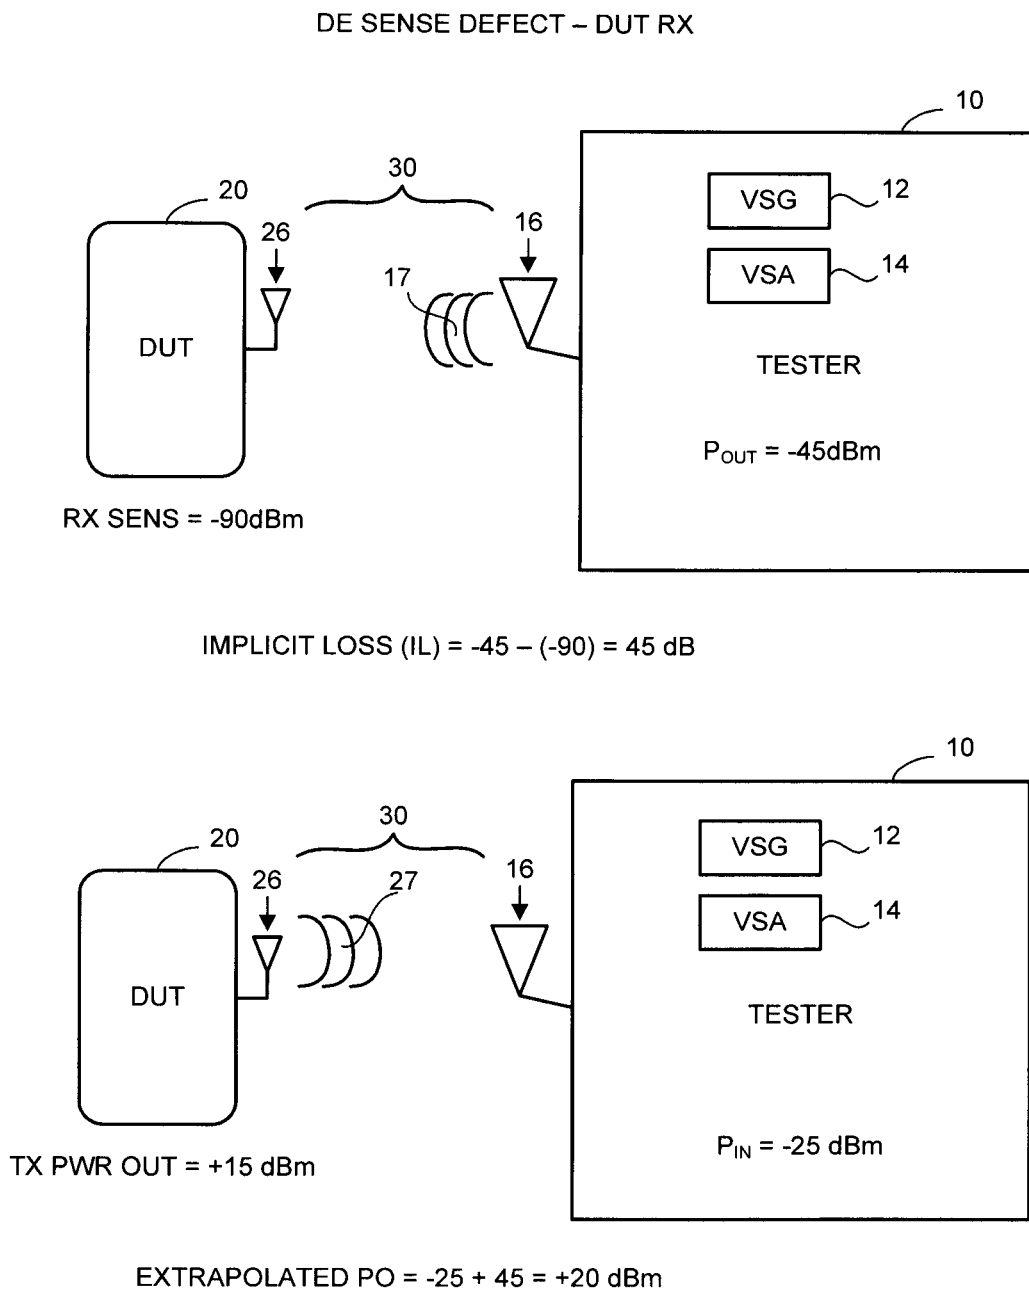 DE SENSE DEFECT – DUT RX
10
30
20
VSG
12
26
16
17
VSA
14
DUT
TESTER
P_OUT = -45dBm
RX SENS = -90dBm
IMPLICIT LOSS (IL) = -45 – (-90) = 45 dB
10
30
20
VSG
12
26
27
16
VSA
14
DUT
TESTER
P_IN = -25 dBm
TX PWR OUT = +15 dBm
EXTRAPOLATED PO = -25 + 45 = +20 dBm